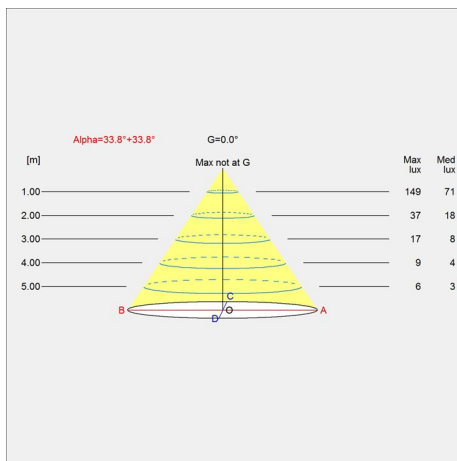 Alpha=33.8°+33.8° G=0.0°
[m] Max not at G Max lux Med lux
1.00 149 71
2.00 37 18
3.00 17 8
4.00 9 4
5.00 6 3
C
B O A
D